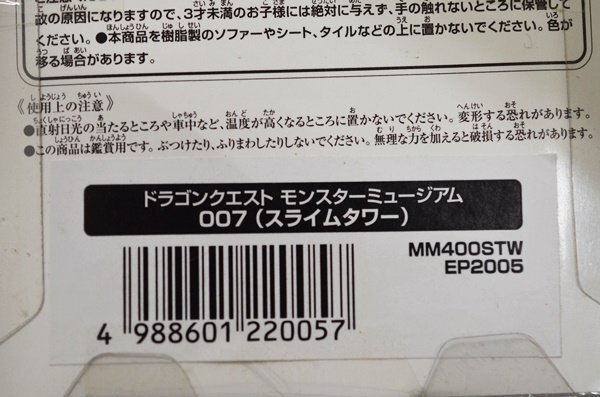 故の原因になりますので、3才未満のお子様には絶対に与えず、手の触れないところに保管して
ください。●本商品を樹脂製のソファーやシート、タイルなどの上に置かないでください。色が
移る場合があります。
《使用上の注意》
●直射日光の当たるところや車中など、温度が高くなるところに置かないでください。変形する恐れがあります。
●この商品は鑑賞用です。ぶつけたり、ふりまわしたりしないでください。無理な力を加えると破損する恐れがあります。
ドラゴンクエスト モンスターミュージアム
007（スライムタワー）
MM400STW
EP2005
4 988601 220057